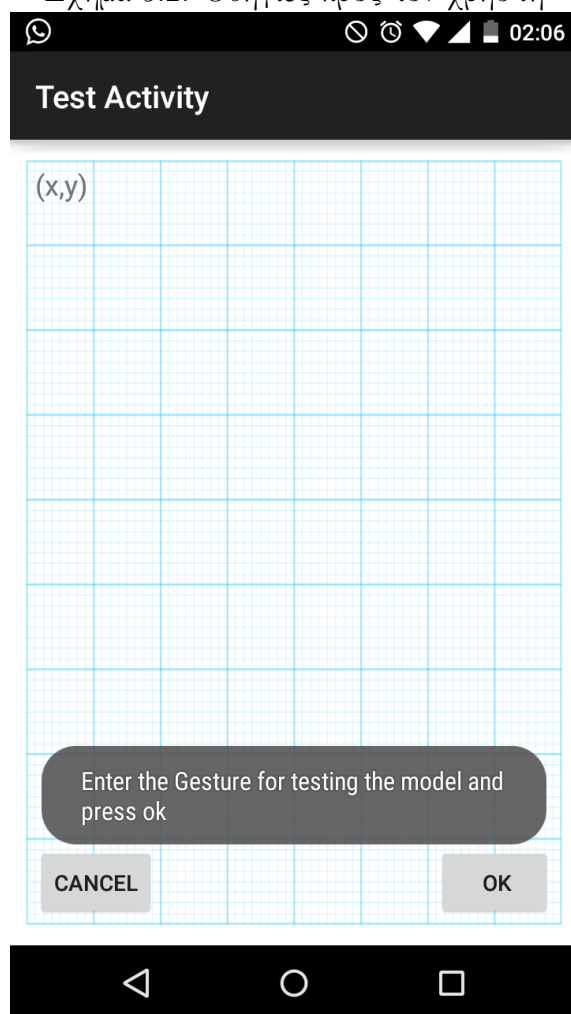 02:06
Test Activity
(x,y)
Enter the Gesture for testing the model and
press ok
CANCEL
OK